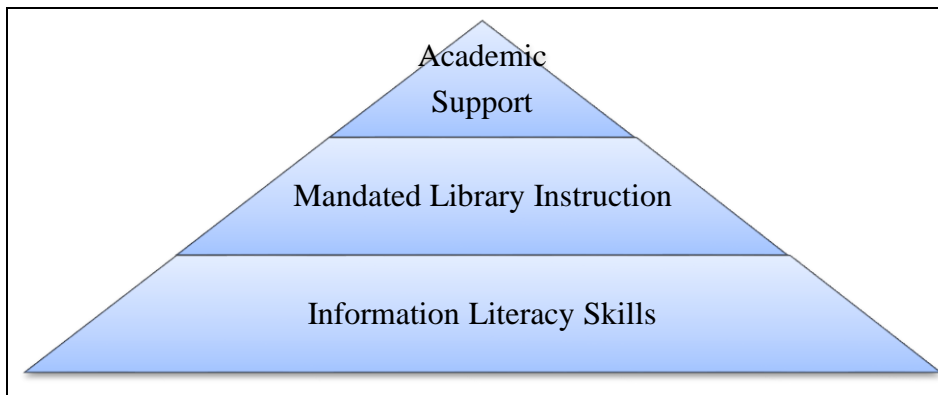 Academic
Support
Mandated Library Instruction
Information Literacy Skills